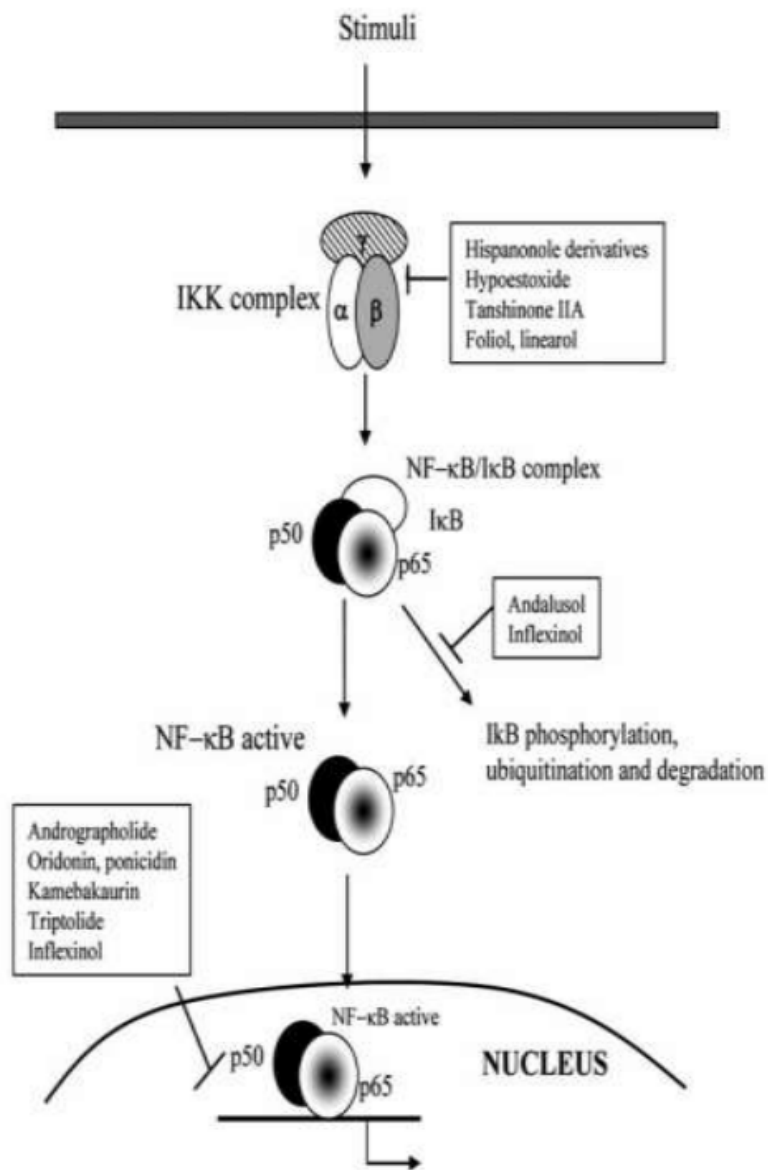 Stimuli
γ
IKK complex
α
β
Hispanonole derivatives
Hypoestoxide
Tanshinone IIA
Foliol, linearol
NF–κB/IκB complex
p50
IκB
p65
Andalusol
Inflexinol
IkB phosphorylation,
ubiquitination and degradation
NF–κB active
p50
p65
Andrographolide
Oridonin, ponicidin
Kamebakaurin
Triptolide
Inflexinol
NF–κB active
p50
p65
NUCLEUS